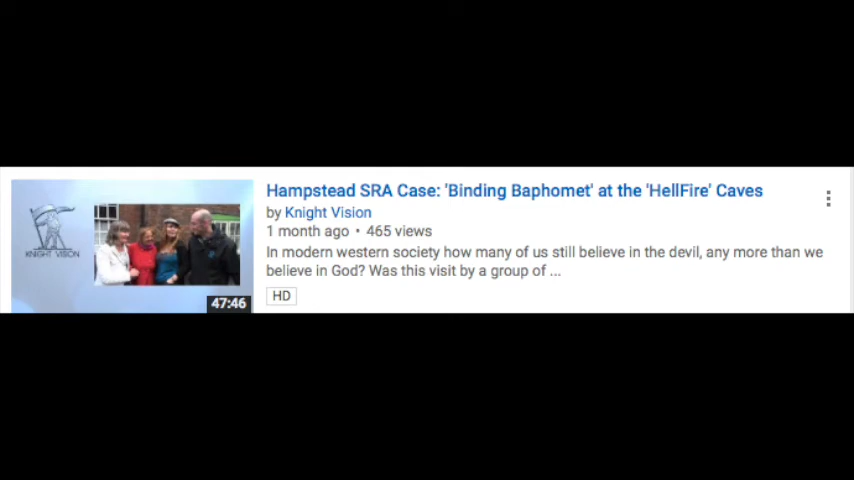 Hampstead SRA Case: 'Binding Baphomet' at the 'HellFire' Caves
by Knight Vision
1 month ago • 465 views
In modern western society how many of us still believe in the devil, any more than we
believe in God? Was this visit by a group of ...
HD
KNIGHT VISION
47:46